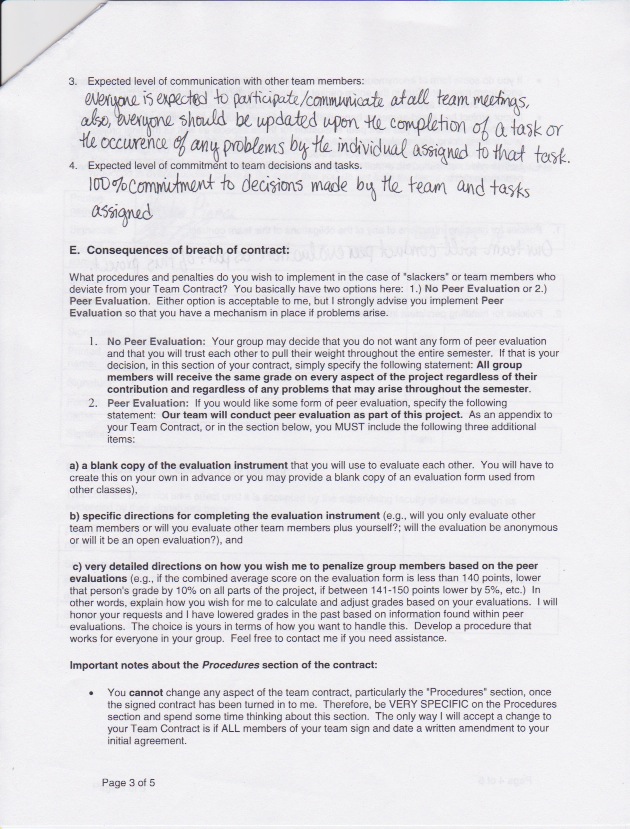 3. Expected level of communication with other team members:
everyone is expected to participate/communicate at all team meetings,
also, everyone should be updated upon the completion of a task or
the occurence of any problems by the individual assigned to that task.
4. Expected level of commitment to team decisions and tasks.
100% commitment to decisions made by the team and tasks
assigned
E. Consequences of breach of contract:
What procedures and penalties do you wish to implement in the case of "slackers" or team members who
deviate from your Team Contract? You basically have two options here: 1.) No Peer Evaluation or 2.)
Peer Evaluation. Either option is acceptable to me, but I strongly advise you implement Peer
Evaluation so that you have a mechanism in place if problems arise.
1. No Peer Evaluation: Your group may decide that you do not want any form of peer evaluation
and that you will trust each other to pull their weight throughout the entire semester. If that is your
decision, in this section of your contract, simply specify the following statement: All group
members will receive the same grade on every aspect of the project regardless of their
contribution and regardless of any problems that may arise throughout the semester.
2. Peer Evaluation: If you would like some form of peer evaluation, specify the following
statement: Our team will conduct peer evaluation as part of this project. As an appendix to
your Team Contract, or in the section below, you MUST include the following three additional
items:
a) a blank copy of the evaluation instrument that you will use to evaluate each other. You will have to
create this on your own in advance or you may provide a blank copy of an evaluation form used from
other classes),
b) specific directions for completing the evaluation instrument (e.g., will you only evaluate other
team members or will you evaluate other team members plus yourself?; will the evaluation be anonymous
or will it be an open evaluation?), and
c) very detailed directions on how you wish me to penalize group members based on the peer
evaluations (e.g., if the combined average score on the evaluation form is less than 140 points, lower
that person's grade by 10% on all parts of the project, if between 141-150 points lower by 5%, etc.) In
other words, explain how you wish for me to calculate and adjust grades based on your evaluations. I will
honor your requests and I have lowered grades in the past based on information found within peer
evaluations. The choice is yours in terms of how you want to handle this. Develop a procedure that
works for everyone in your group. Feel free to contact me if you need assistance.
Important notes about the Procedures section of the contract:
• You cannot change any aspect of the team contract, particularly the "Procedures" section, once
the signed contract has been turned in to me. Therefore, be VERY SPECIFIC on the Procedures
section and spend some time thinking about this section. The only way I will accept a change to
your Team Contract is if ALL members of your team sign and date a written amendment to your
initial agreement.
Page 3 of 5